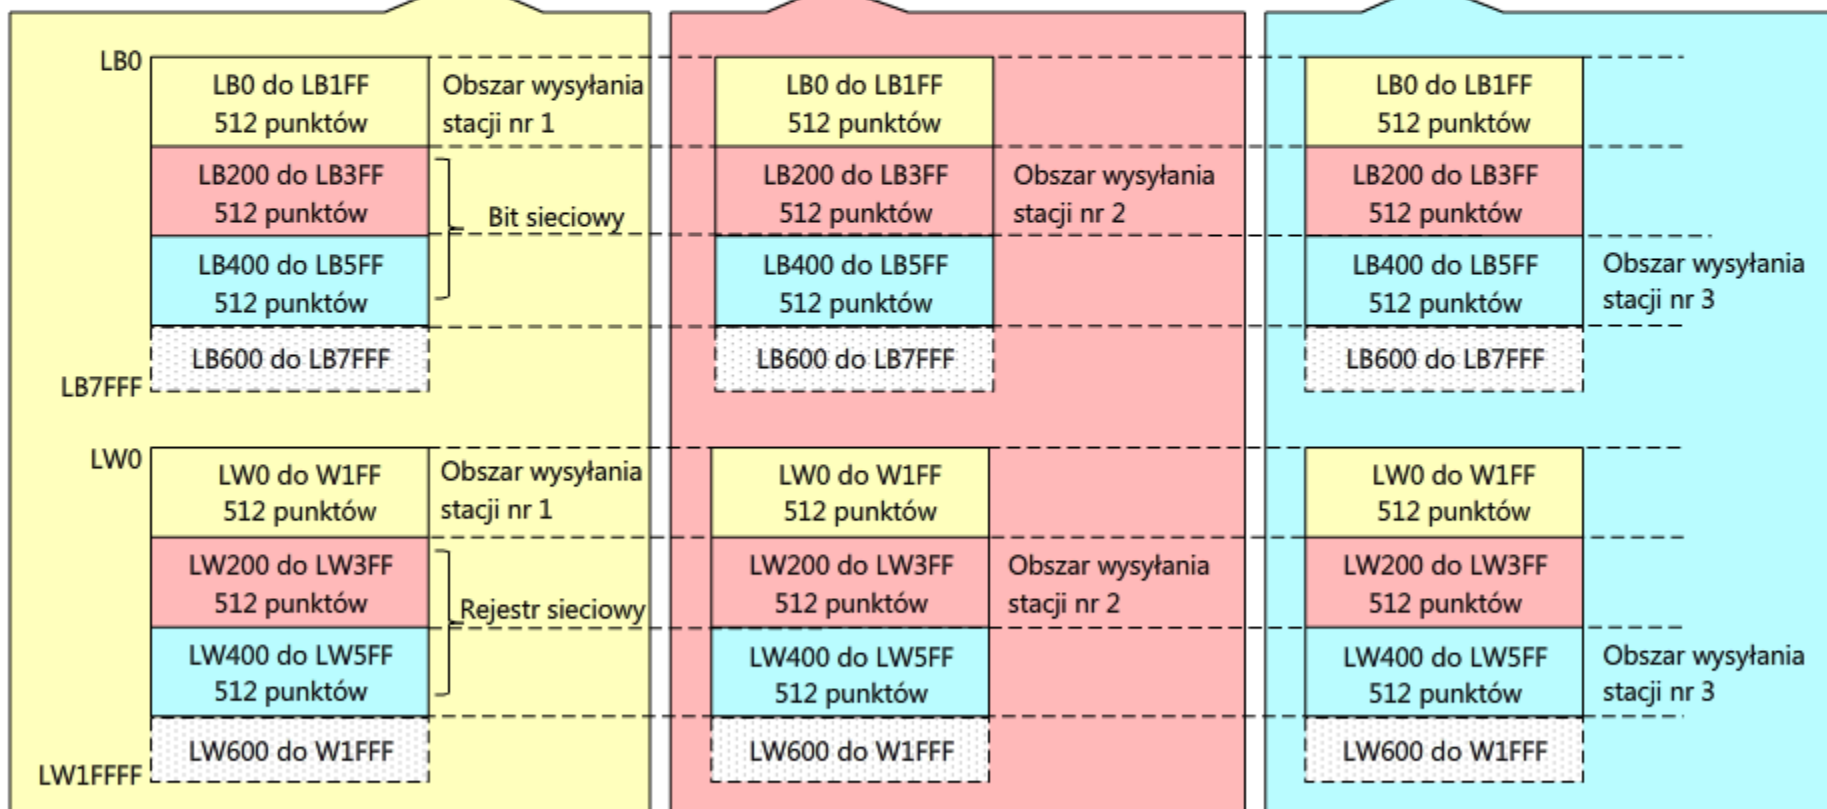 LB0
LB0 do LB1FF
512 punktów
Obszar wysyłania
stacji nr 1
LB200 do LB3FF
512 punktów
Bit sieciowy
LB400 do LB5FF
512 punktów
LB600 do LB7FFF
LB7FFF
LW0
LW0 do W1FF
512 punktów
Obszar wysyłania
stacji nr 1
LW200 do LW3FF
512 punktów
Rejestr sieciowy
LW400 do LW5FF
512 punktów
LW600 do W1FFF
LW1FFFF
LB0 do LB1FF
512 punktów
LB200 do LB3FF
512 punktów
Obszar wysyłania
stacji nr 2
LB400 do LB5FF
512 punktów
LB600 do LB7FFF
LW0 do W1FF
512 punktów
LW200 do LW3FF
512 punktów
Obszar wysyłania
stacji nr 2
LW400 do LW5FF
512 punktów
LW600 do W1FFF
LB0 do LB1FF
512 punktów
LB200 do LB3FF
512 punktów
LB400 do LB5FF
512 punktów
Obszar wysyłania
stacji nr 3
LB600 do LB7FFF
LW0 do W1FF
512 punktów
LW200 do LW3FF
512 punktów
LW400 do LW5FF
512 punktów
Obszar wysyłania
stacji nr 3
LW600 do W1FFF